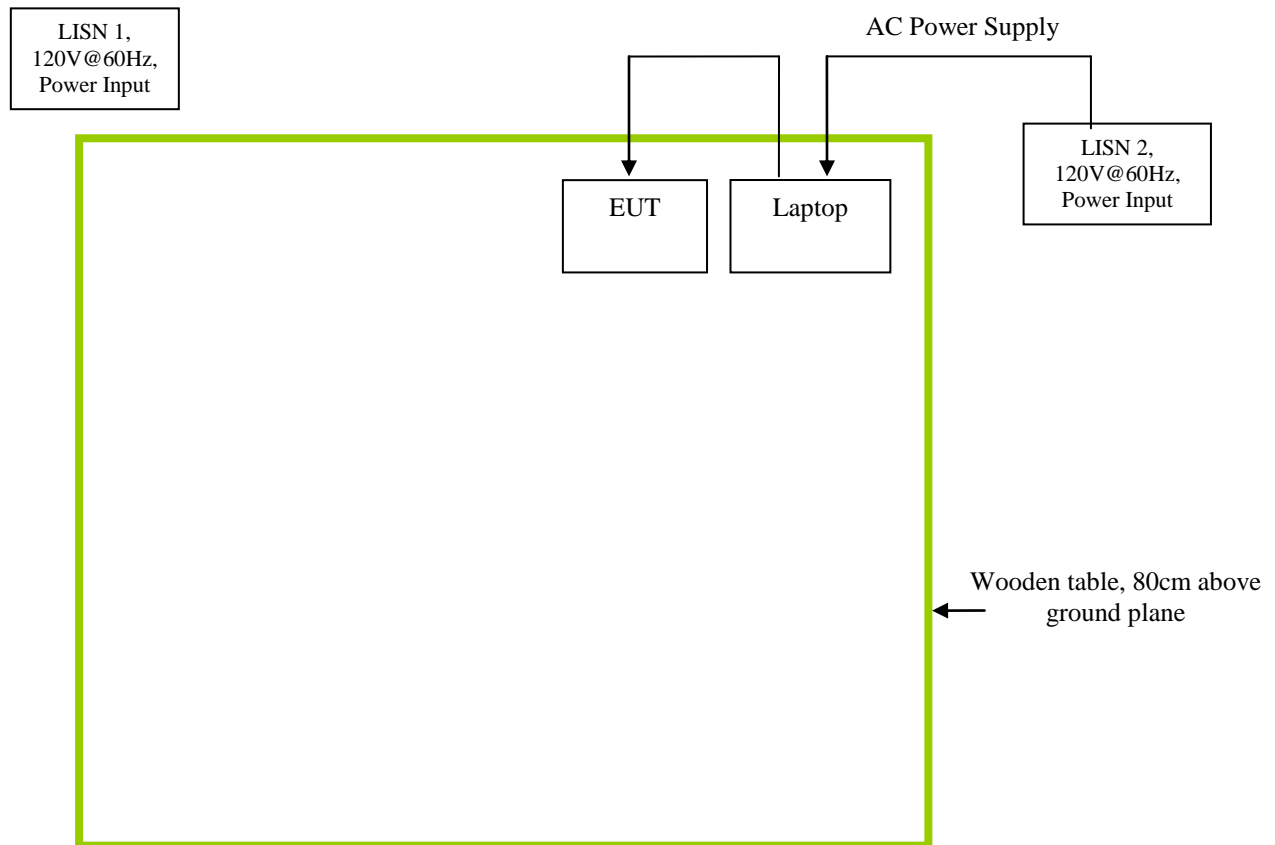 LISN 1,
120V@60Hz,
Power Input
AC Power Supply
LISN 2,
120V@60Hz,
Power Input
EUT
Laptop
Wooden table, 80cm above
ground plane